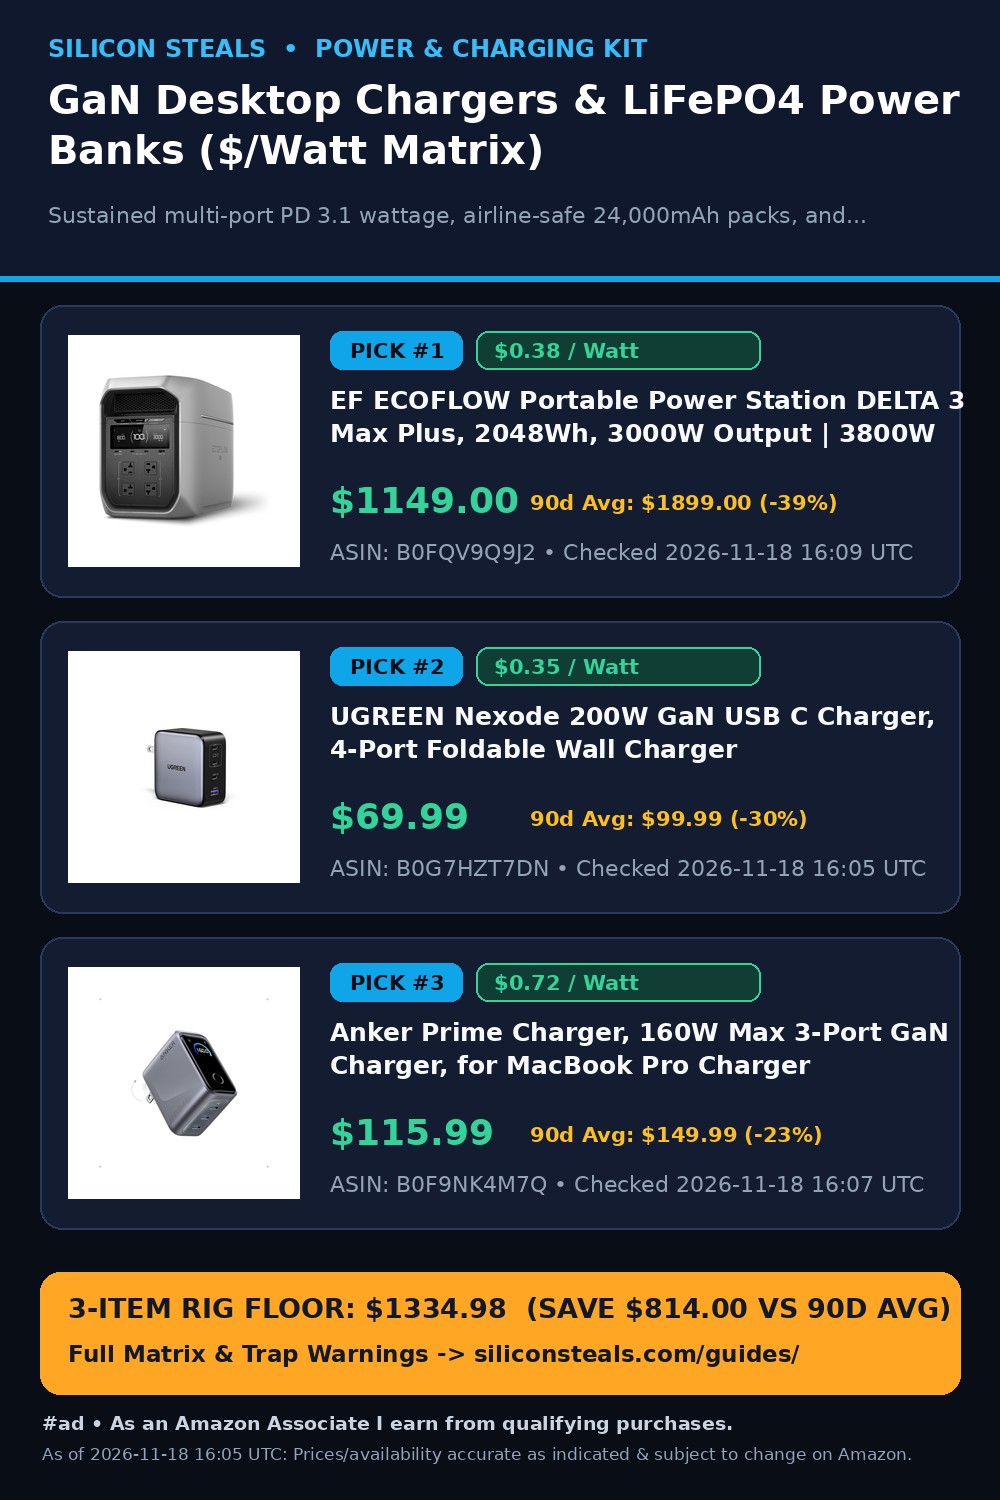 SILICON STEALS • POWER & CHARGING KIT
GaN Desktop Chargers & LiFePO4 Power
Banks ($/Watt Matrix)
Sustained multi-port PD 3.1 wattage, airline-safe 24,000mAh packs, and...
PICK #1
$0.38 / Watt
EF ECOFLOW Portable Power Station DELTA 3
Max Plus, 2048Wh, 3000W Output | 3800W
$1149.00 90d Avg: $1899.00 (-39%)
ASIN: B0FQV9Q9J2 • Checked 2026-11-18 16:09 UTC
UGREEN
PICK #2
$0.35 / Watt
UGREEN Nexode 200W GaN USB C Charger,
4-Port Foldable Wall Charger
$69.99 90d Avg: $99.99 (-30%)
ASIN: B0G7HZT7DN • Checked 2026-11-18 16:05 UTC
PICK #3
$0.72 / Watt
Anker Prime Charger, 160W Max 3-Port GaN
Charger, for MacBook Pro Charger
$115.99 90d Avg: $149.99 (-23%)
ASIN: B0F9NK4M7Q • Checked 2026-11-18 16:07 UTC
3-ITEM RIG FLOOR: $1334.98 (SAVE $814.00 VS 90D AVG)
Full Matrix & Trap Warnings -> siliconsteals.com/guides/
#ad • As an Amazon Associate I earn from qualifying purchases.
As of 2026-11-18 16:05 UTC: Prices/availability accurate as indicated & subject to change on Amazon.